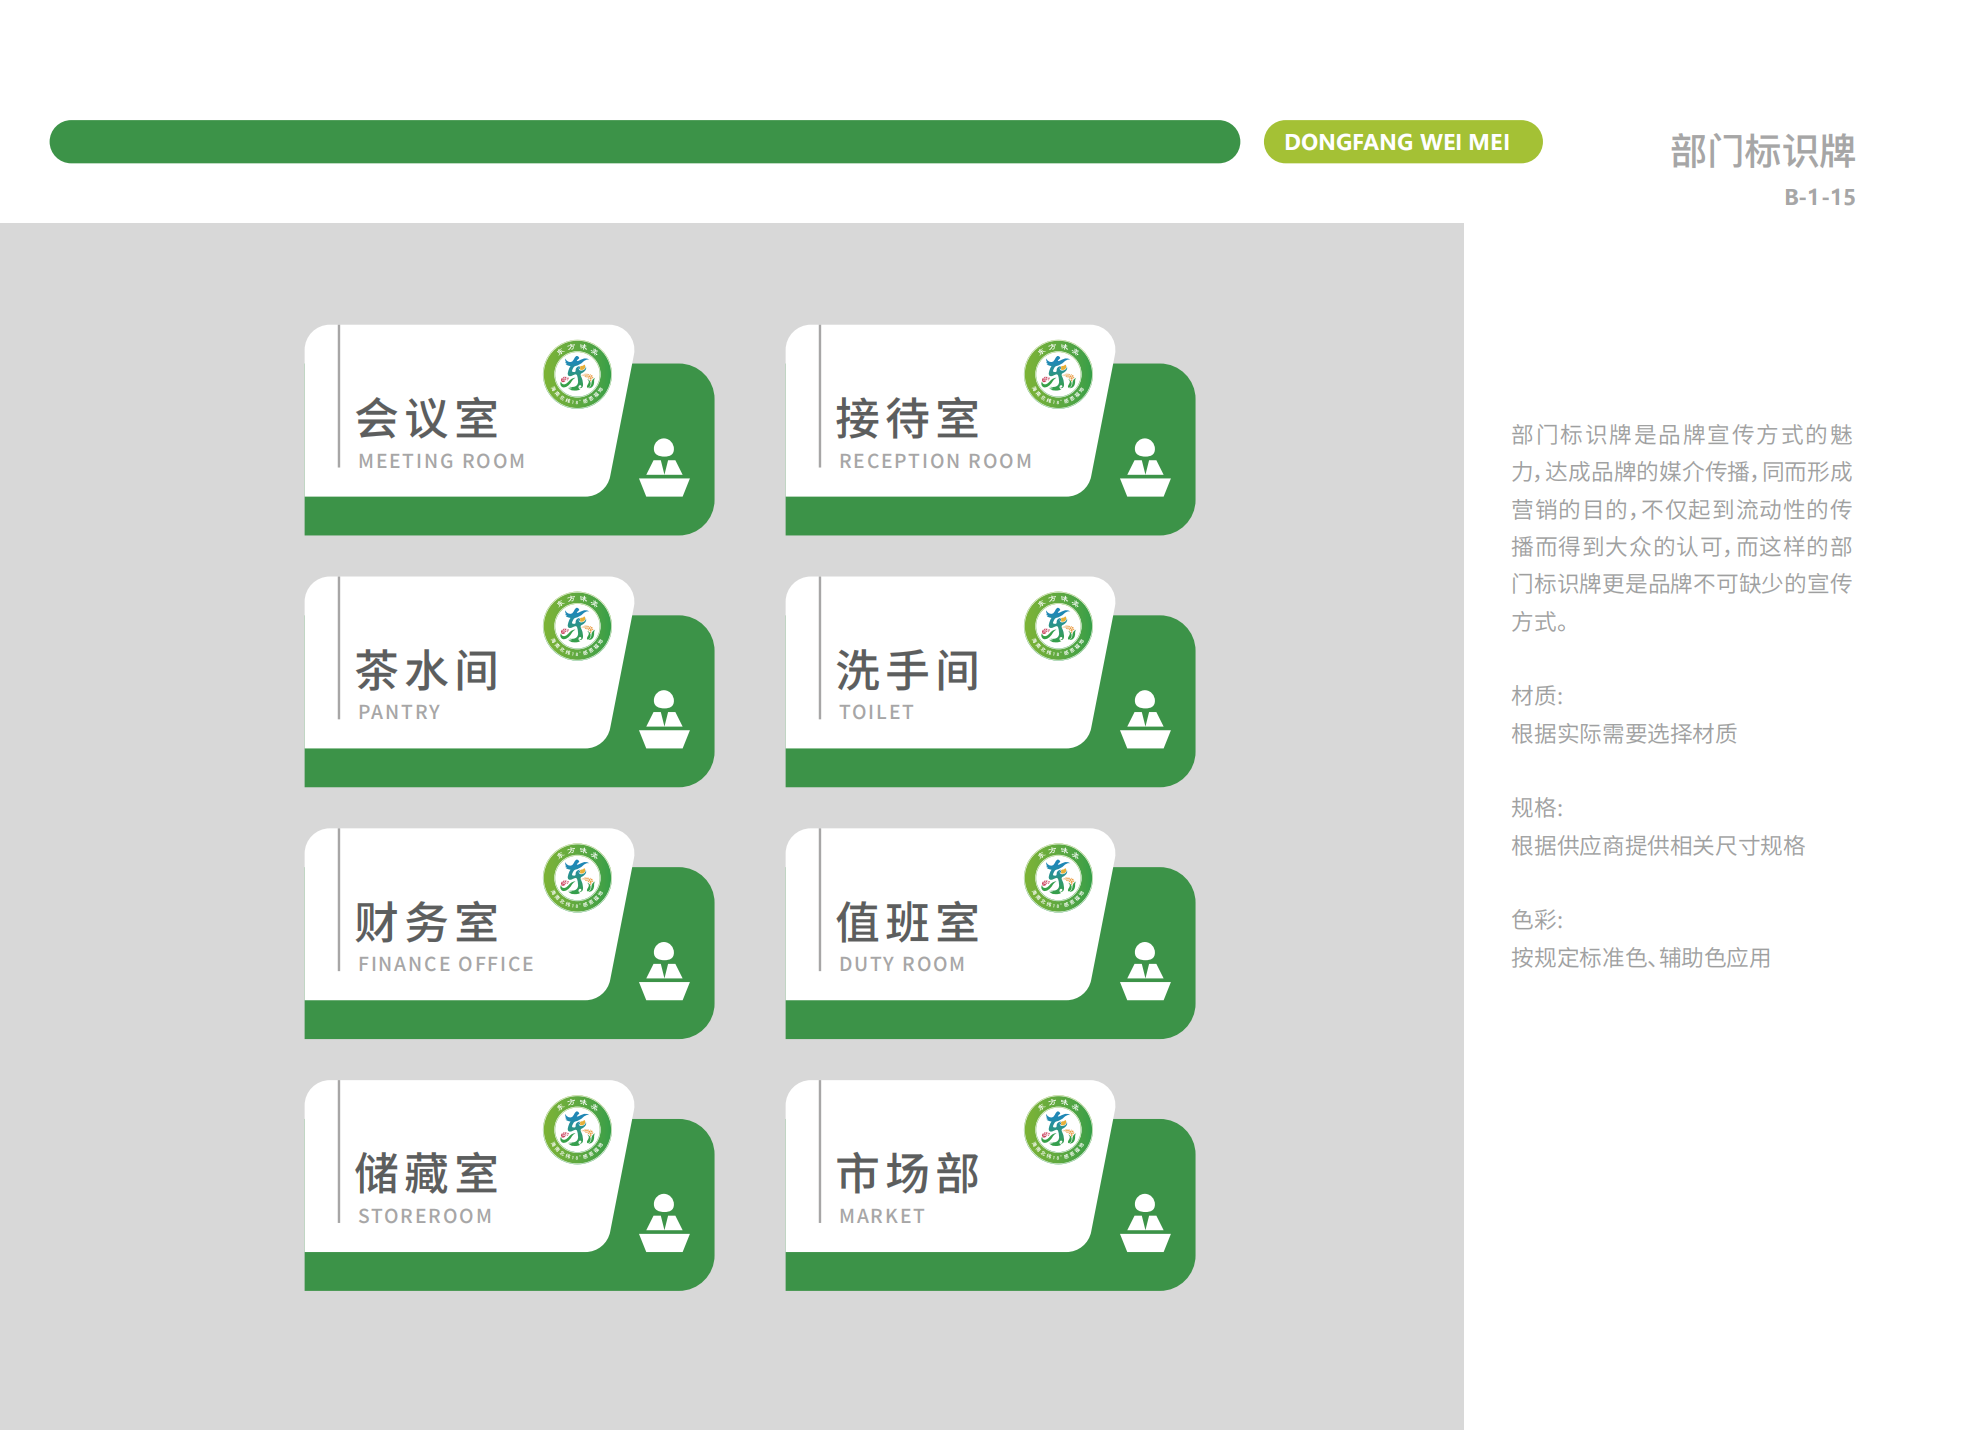 DONGFANG WEI MEI
部门标识牌
B-1-15
会议室
MEETING ROOM
接待室
RECEPTION ROOM
茶水间
PANTRY
洗手间
TOILET
财务室
FINANCE OFFICE
值班室
DUTY ROOM
储藏室
STOREROOM
市场部
MARKET
部门标识牌是品牌宣传方式的魅
力，达成品牌的媒介传播，同而形成
营销的目的，不仅起到流动性的传
播而得到大众的认可，而这样的部
门标识牌更是品牌不可缺少的宣传
方式。
材质：
根据实际需要选择材质
规格：
根据供应商提供相关尺寸规格
色彩：
按规定标准色、辅助色应用